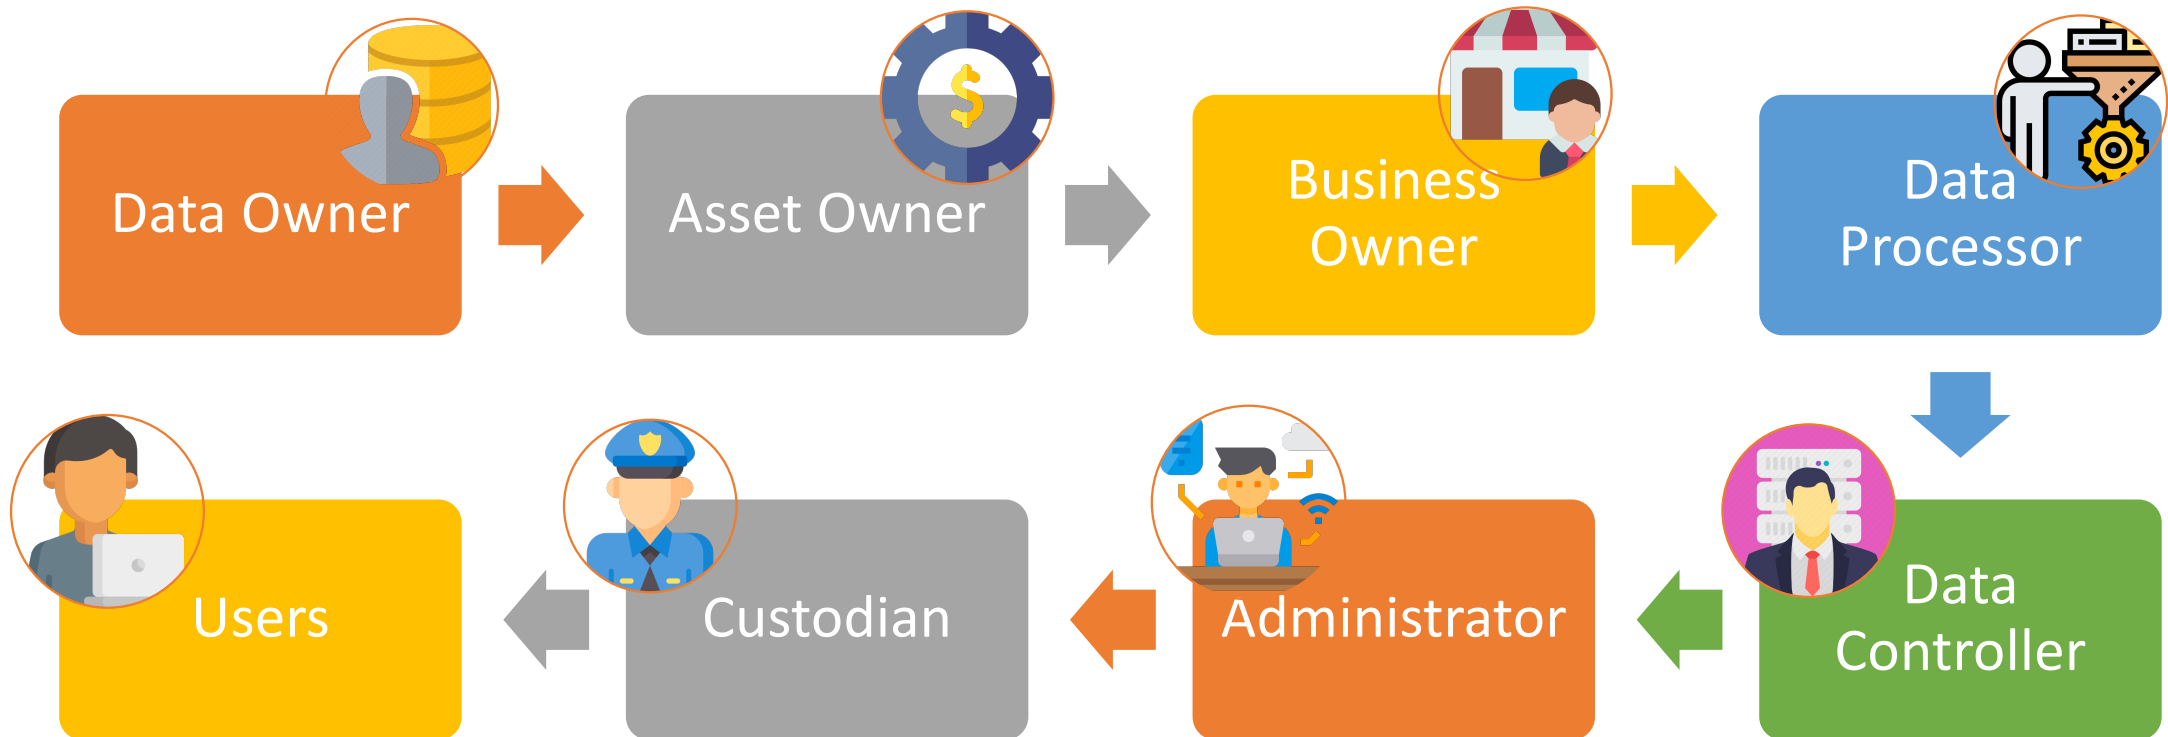 Data Owner
Asset Owner
Business
Owner
Data
Processor
Data
Controller
Administrator
Custodian
Users